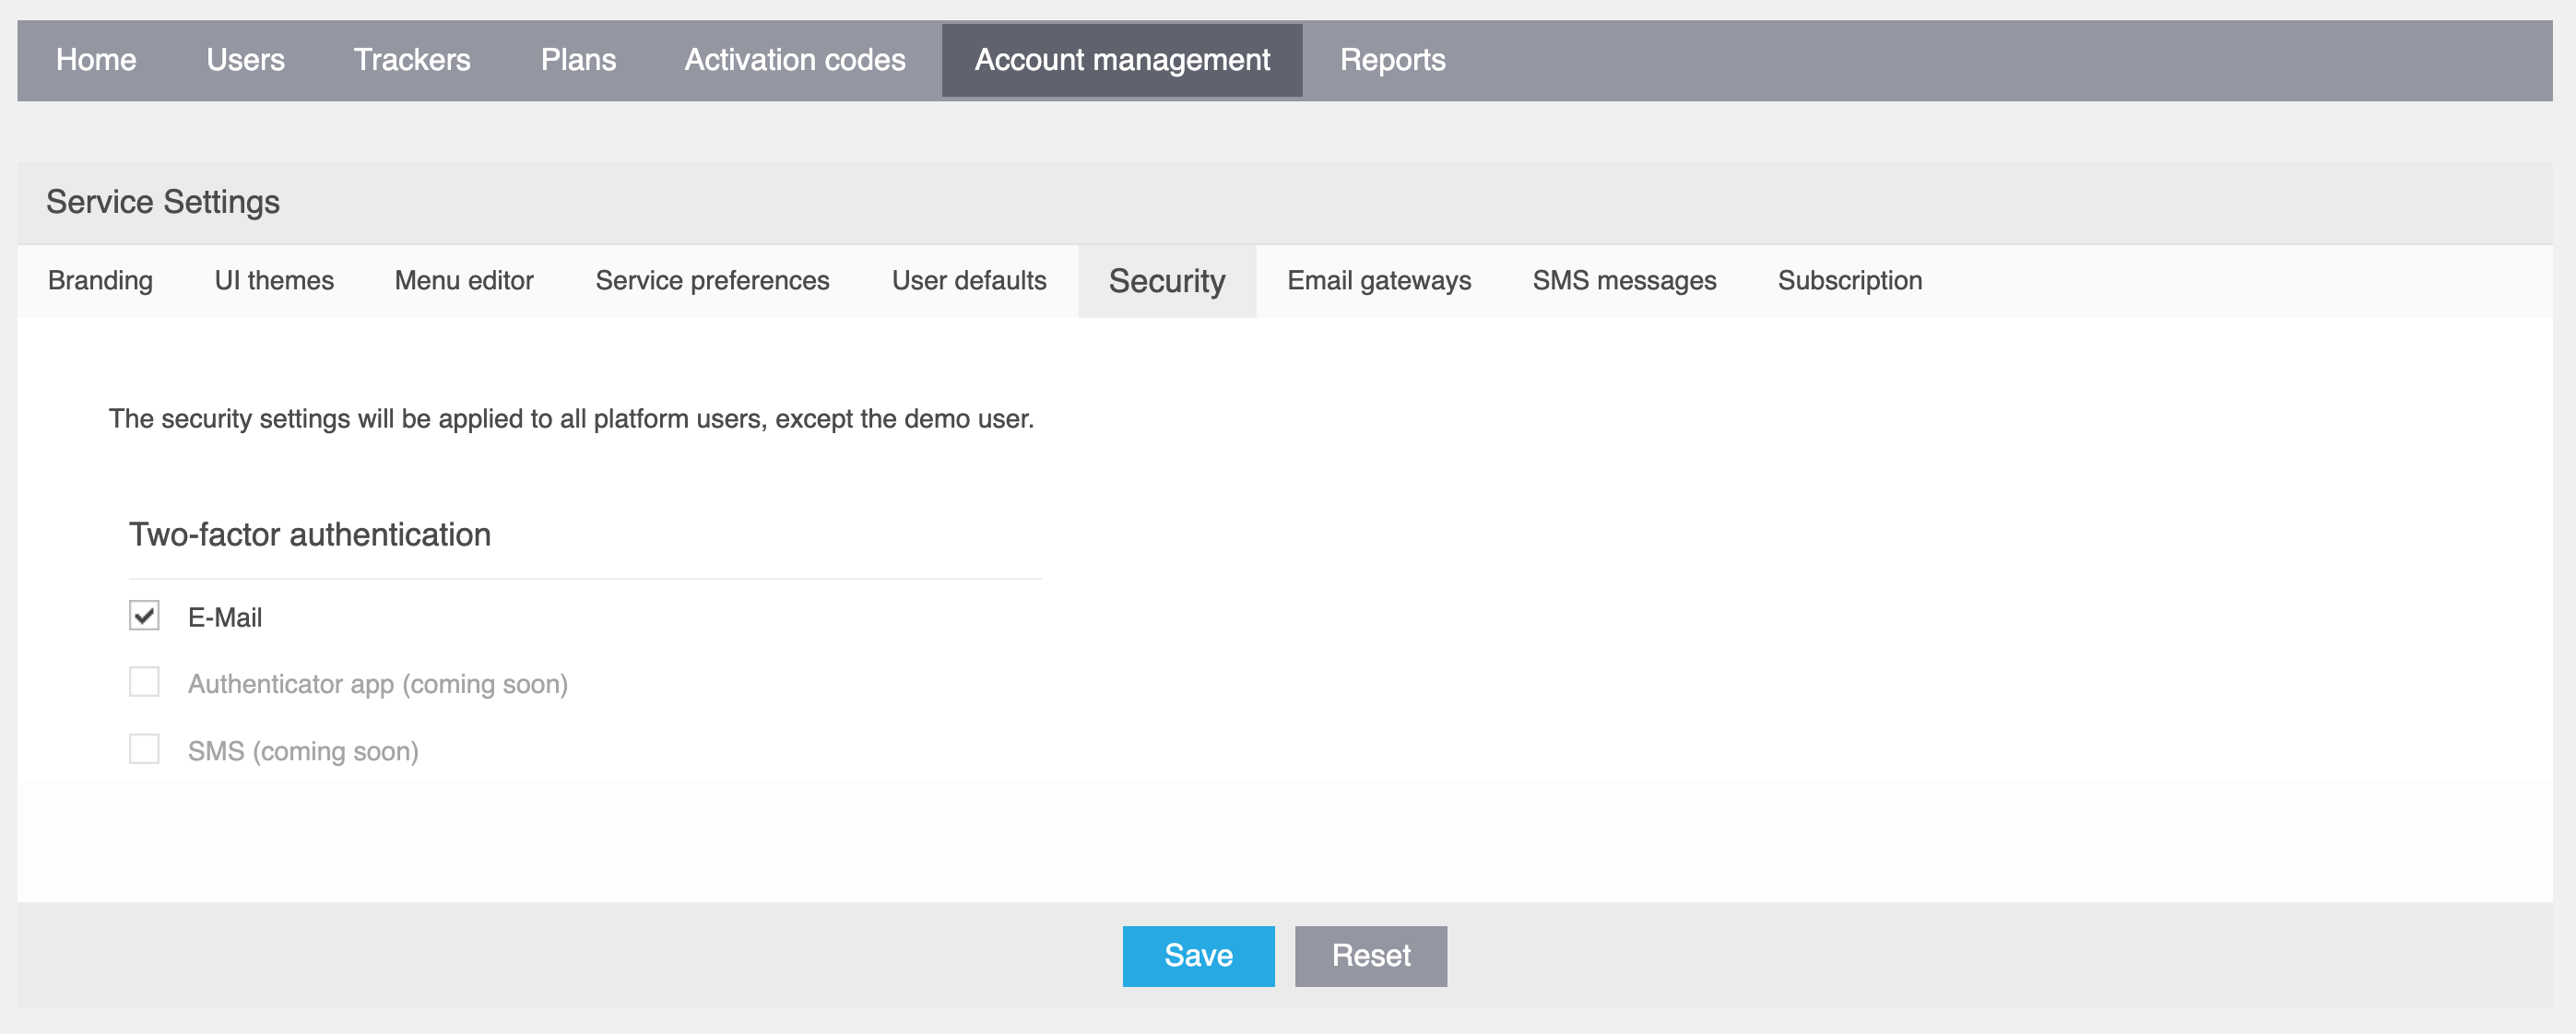 Home Users Trackers Plans Activation codes Account management Reports
Service Settings
Branding UI themes Menu editor Service preferences User defaults Security Email gateways SMS messages Subscription
The security settings will be applied to all platform users, except the demo user.
Two-factor authentication
E-Mail
Authenticator app (coming soon)
SMS (coming soon)
Save Reset